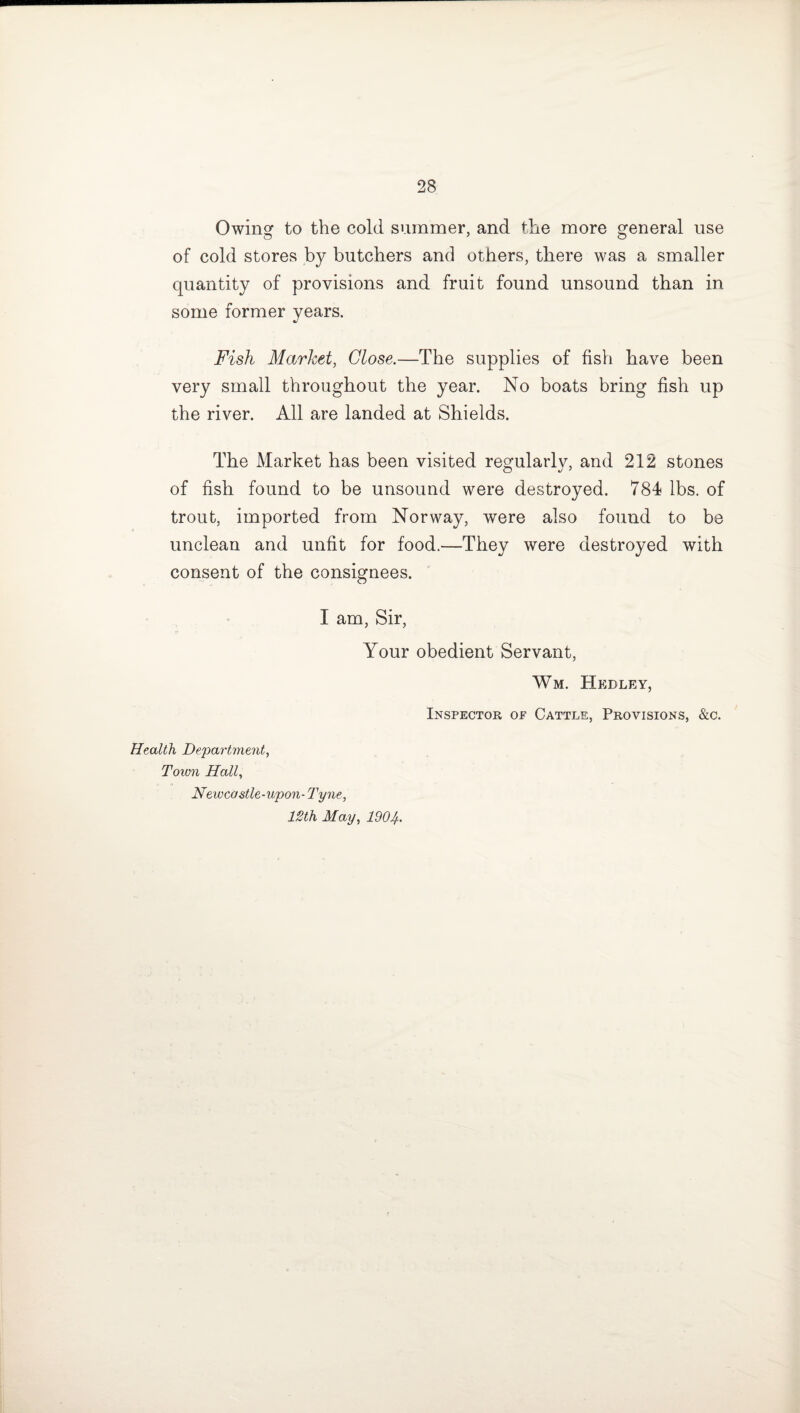 28
Owing to the cold summer, and the more general use
of cold stores by butchers and others, there was a smaller
quantity of provisions and fruit found unsound than in
some former years.
Fish Market, Close.—The supplies of fish have been
very small throughout the year. No boats bring fish up
the river. All are landed at Shields.
The Market has been visited regularly, and 212 stones
of fish found to be unsound were destroyed. 784 lbs. of
trout, imported from Norway, were also found to be
unclean and unfit for food.—They were destroyed with
consent of the consignees.
I am, Sir,
Your obedient Servant,
Wm. Hedley,
Inspector of Cattle, Provisions, &c.
Health Department,
Town Hall,
Newcastle-upon-Tyne,
12th May, 1904.